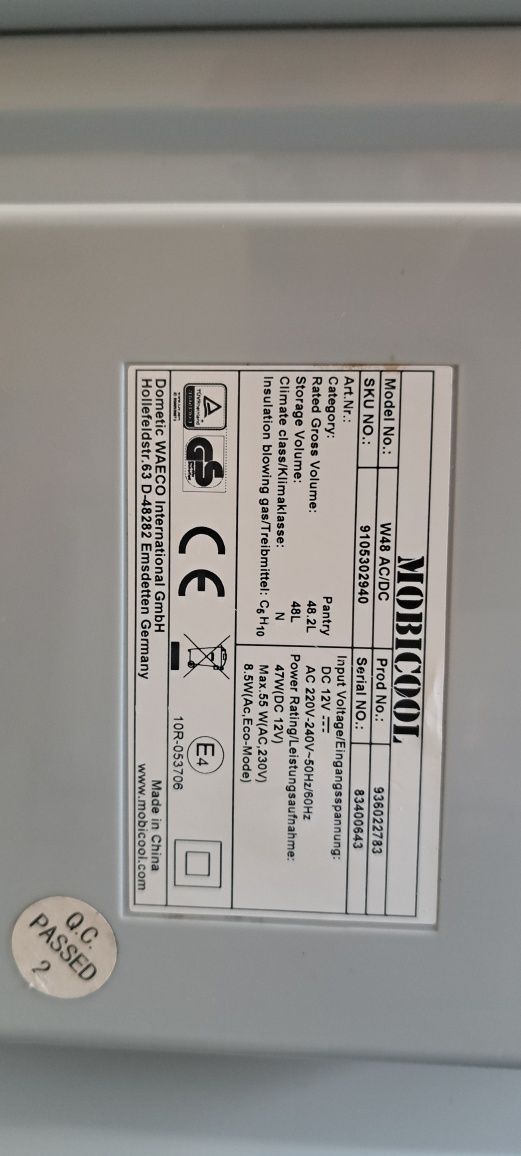 MOBICOOL
Model No.: W48 AC/DC Prod No.: 936022783
SKU NO.: 9105302940 Serial NO.: 83400643
Art.Nr.:
Category: Pantry
Rated Gross Volume: 48.2L
Storage Volume: 48L
Climate class/Klimaklasse: N
Insulation blowing gas/Treibmittel: C5 H10
Input Voltage/Eingangsspannung:
DC 12V
AC 220V-240V~50Hz/60Hz
Power Rating/Leistungsaufnahme:
47W(DC 12V)
Max.55 W(AC,230V)
8.5W(Ac,Eco-Mode)
GS
CE
E4
10R-053706
Dometic WAECO International GmbH
Hollefeldstr.63 D-48282 Emsdetten Germany
Made in China
www.mobicool.com
Q.C.
PASSED
2